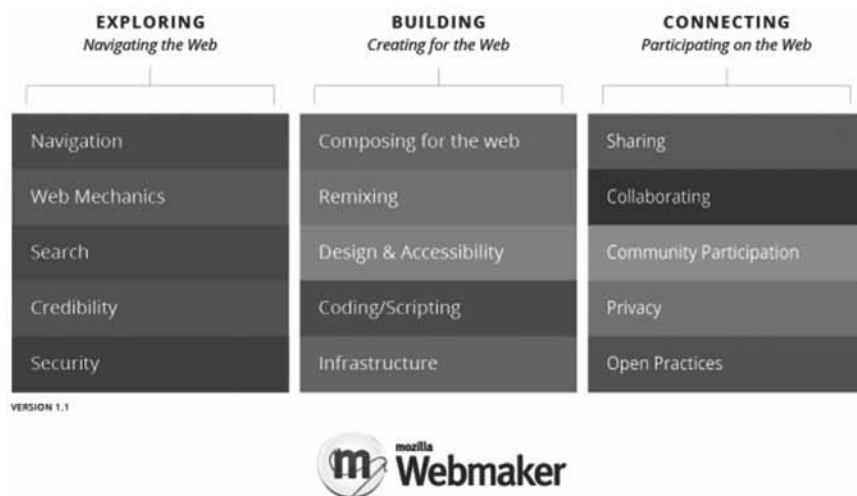 EXPLORING
Navigating the Web
Navigation
Web Mechanics
Search
Credibility
Security
BUILDING
Creating for the Web
Composing for the web
Remixing
Design & Accessibility
Coding/Scripting
Infrastructure
CONNECTING
Participating on the Web
Sharing
Collaborating
Community Participation
Privacy
Open Practices
VERSION 1.1
m
mozilla
Webmaker